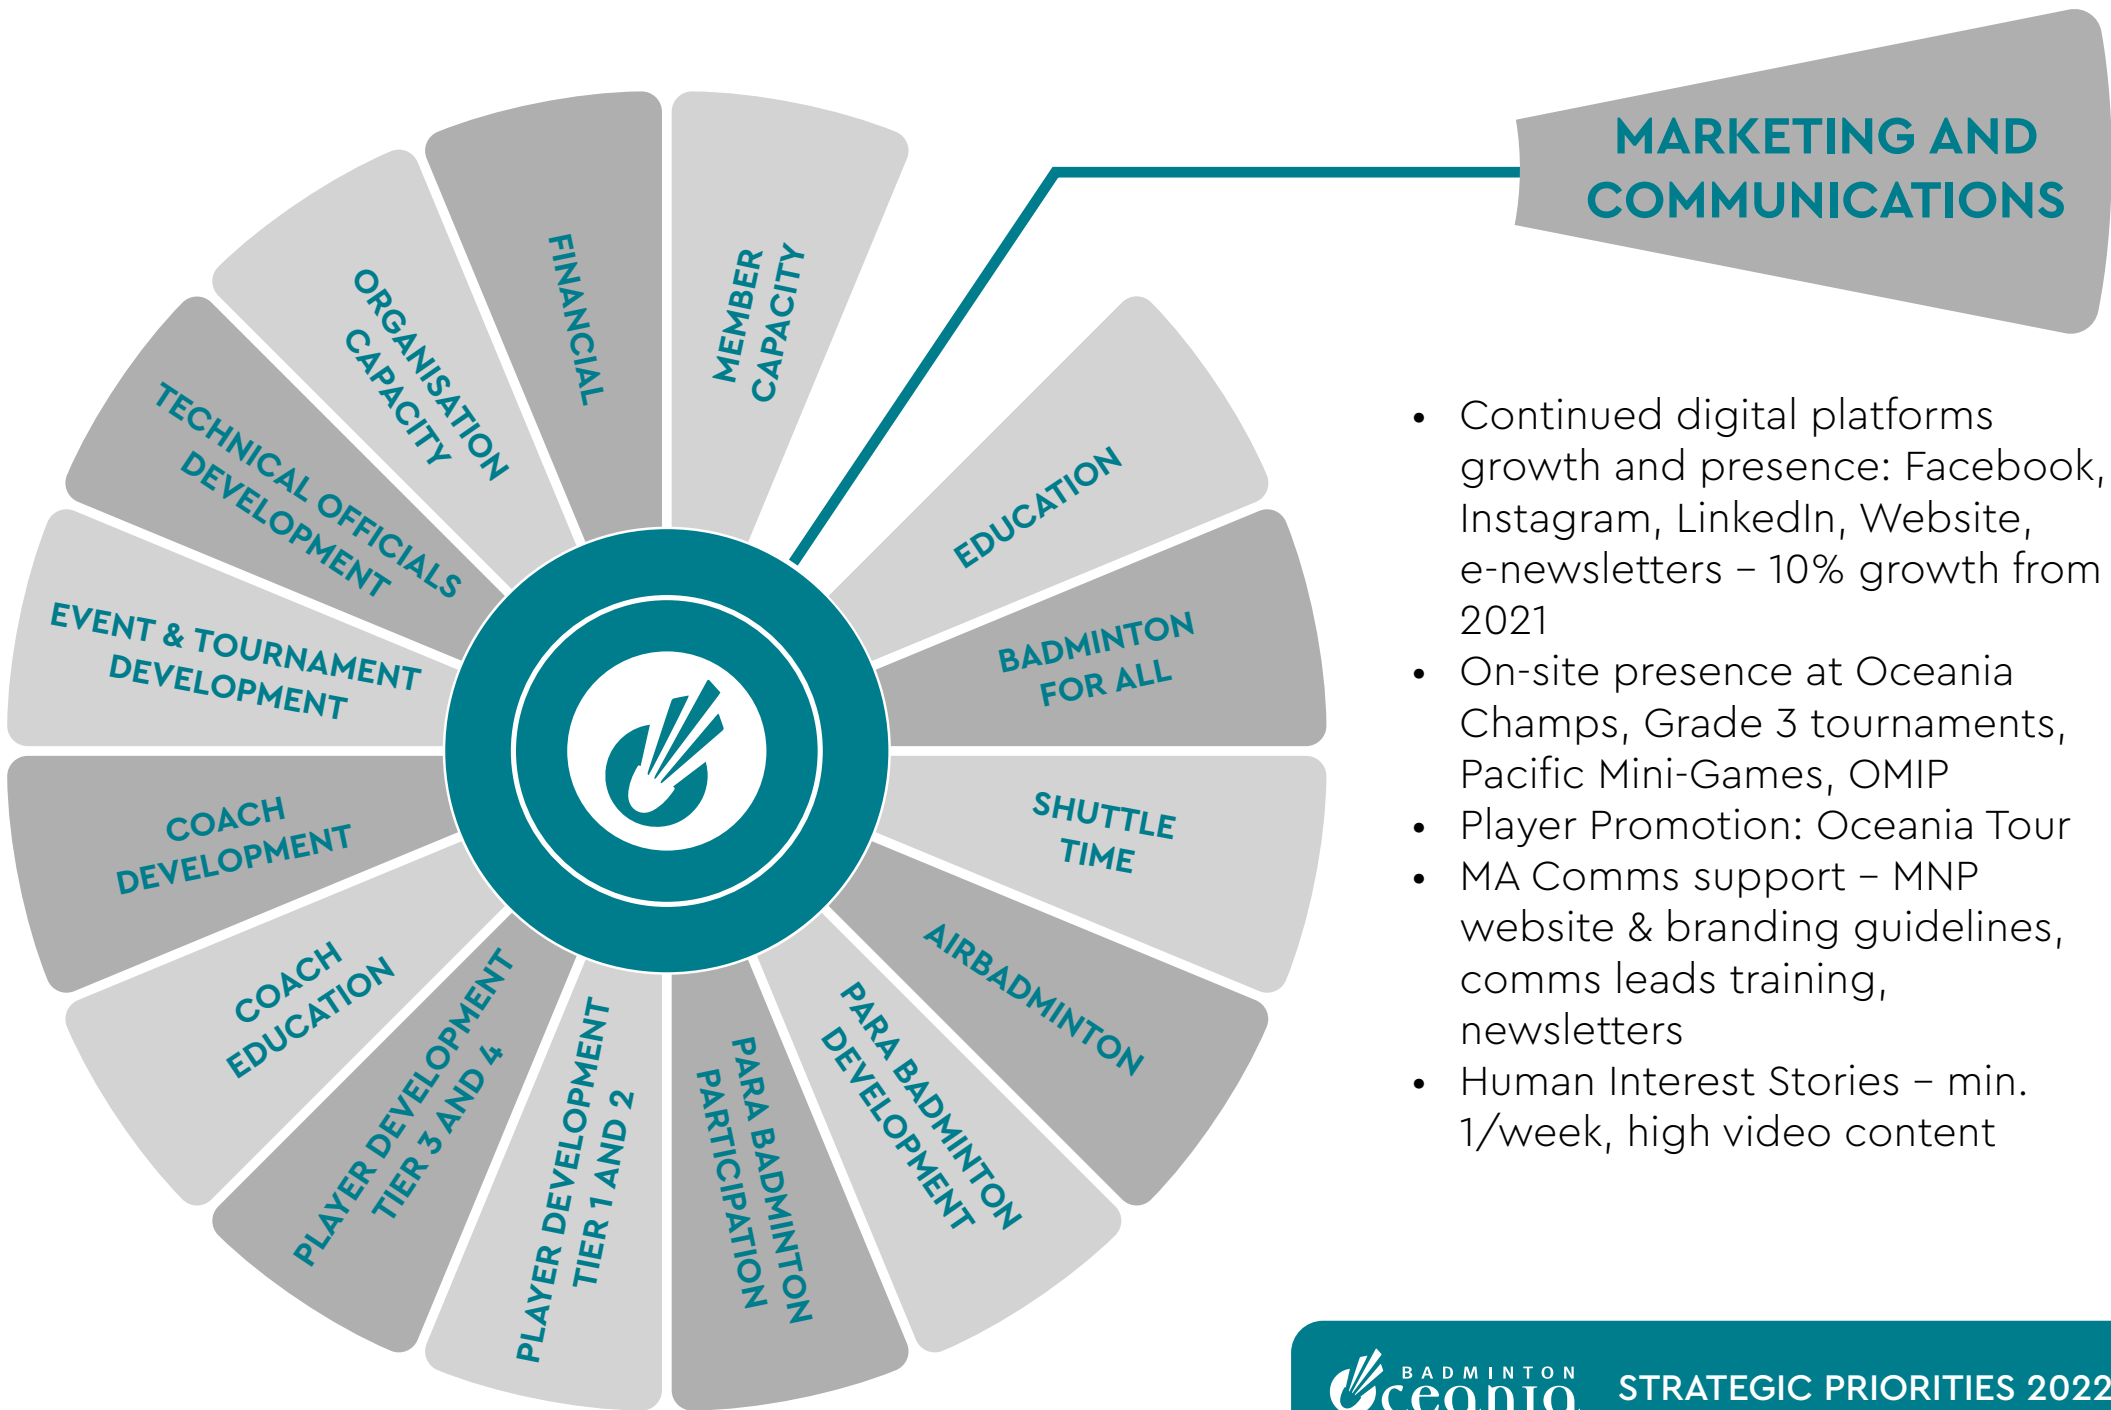 MEMBER
CAPACITY
EDUCATION
BADMINTON
FOR ALL
SHUTTLE
TIME
AIRBADMINTON
PARA BADMINTON
DEVELOPMENT
PARA BADMINTON
PARTICIPATION
PLAYER DEVELOPMENT
TIER 1 AND 2
PLAYER DEVELOPMENT
TIER 3 AND 4
COACH
EDUCATION
COACH
DEVELOPMENT
EVENT & TOURNAMENT
DEVELOPMENT
TECHNICAL OFFICIALS
DEVELOPMENT
ORGANISATION
CAPACITY
FINANCIAL
MARKETING AND
COMMUNICATIONS
• Continued digital platforms
growth and presence: Facebook,
Instagram, LinkedIn, Website,
e-newsletters – 10% growth from
2021
• On-site presence at Oceania
Champs, Grade 3 tournaments,
Pacific Mini-Games, OMIP
• Player Promotion: Oceania Tour
• MA Comms support – MNP
website & branding guidelines,
comms leads training,
newsletters
• Human Interest Stories – min.
1/week, high video content
BADMINTON
Oceania
STRATEGIC PRIORITIES 2022